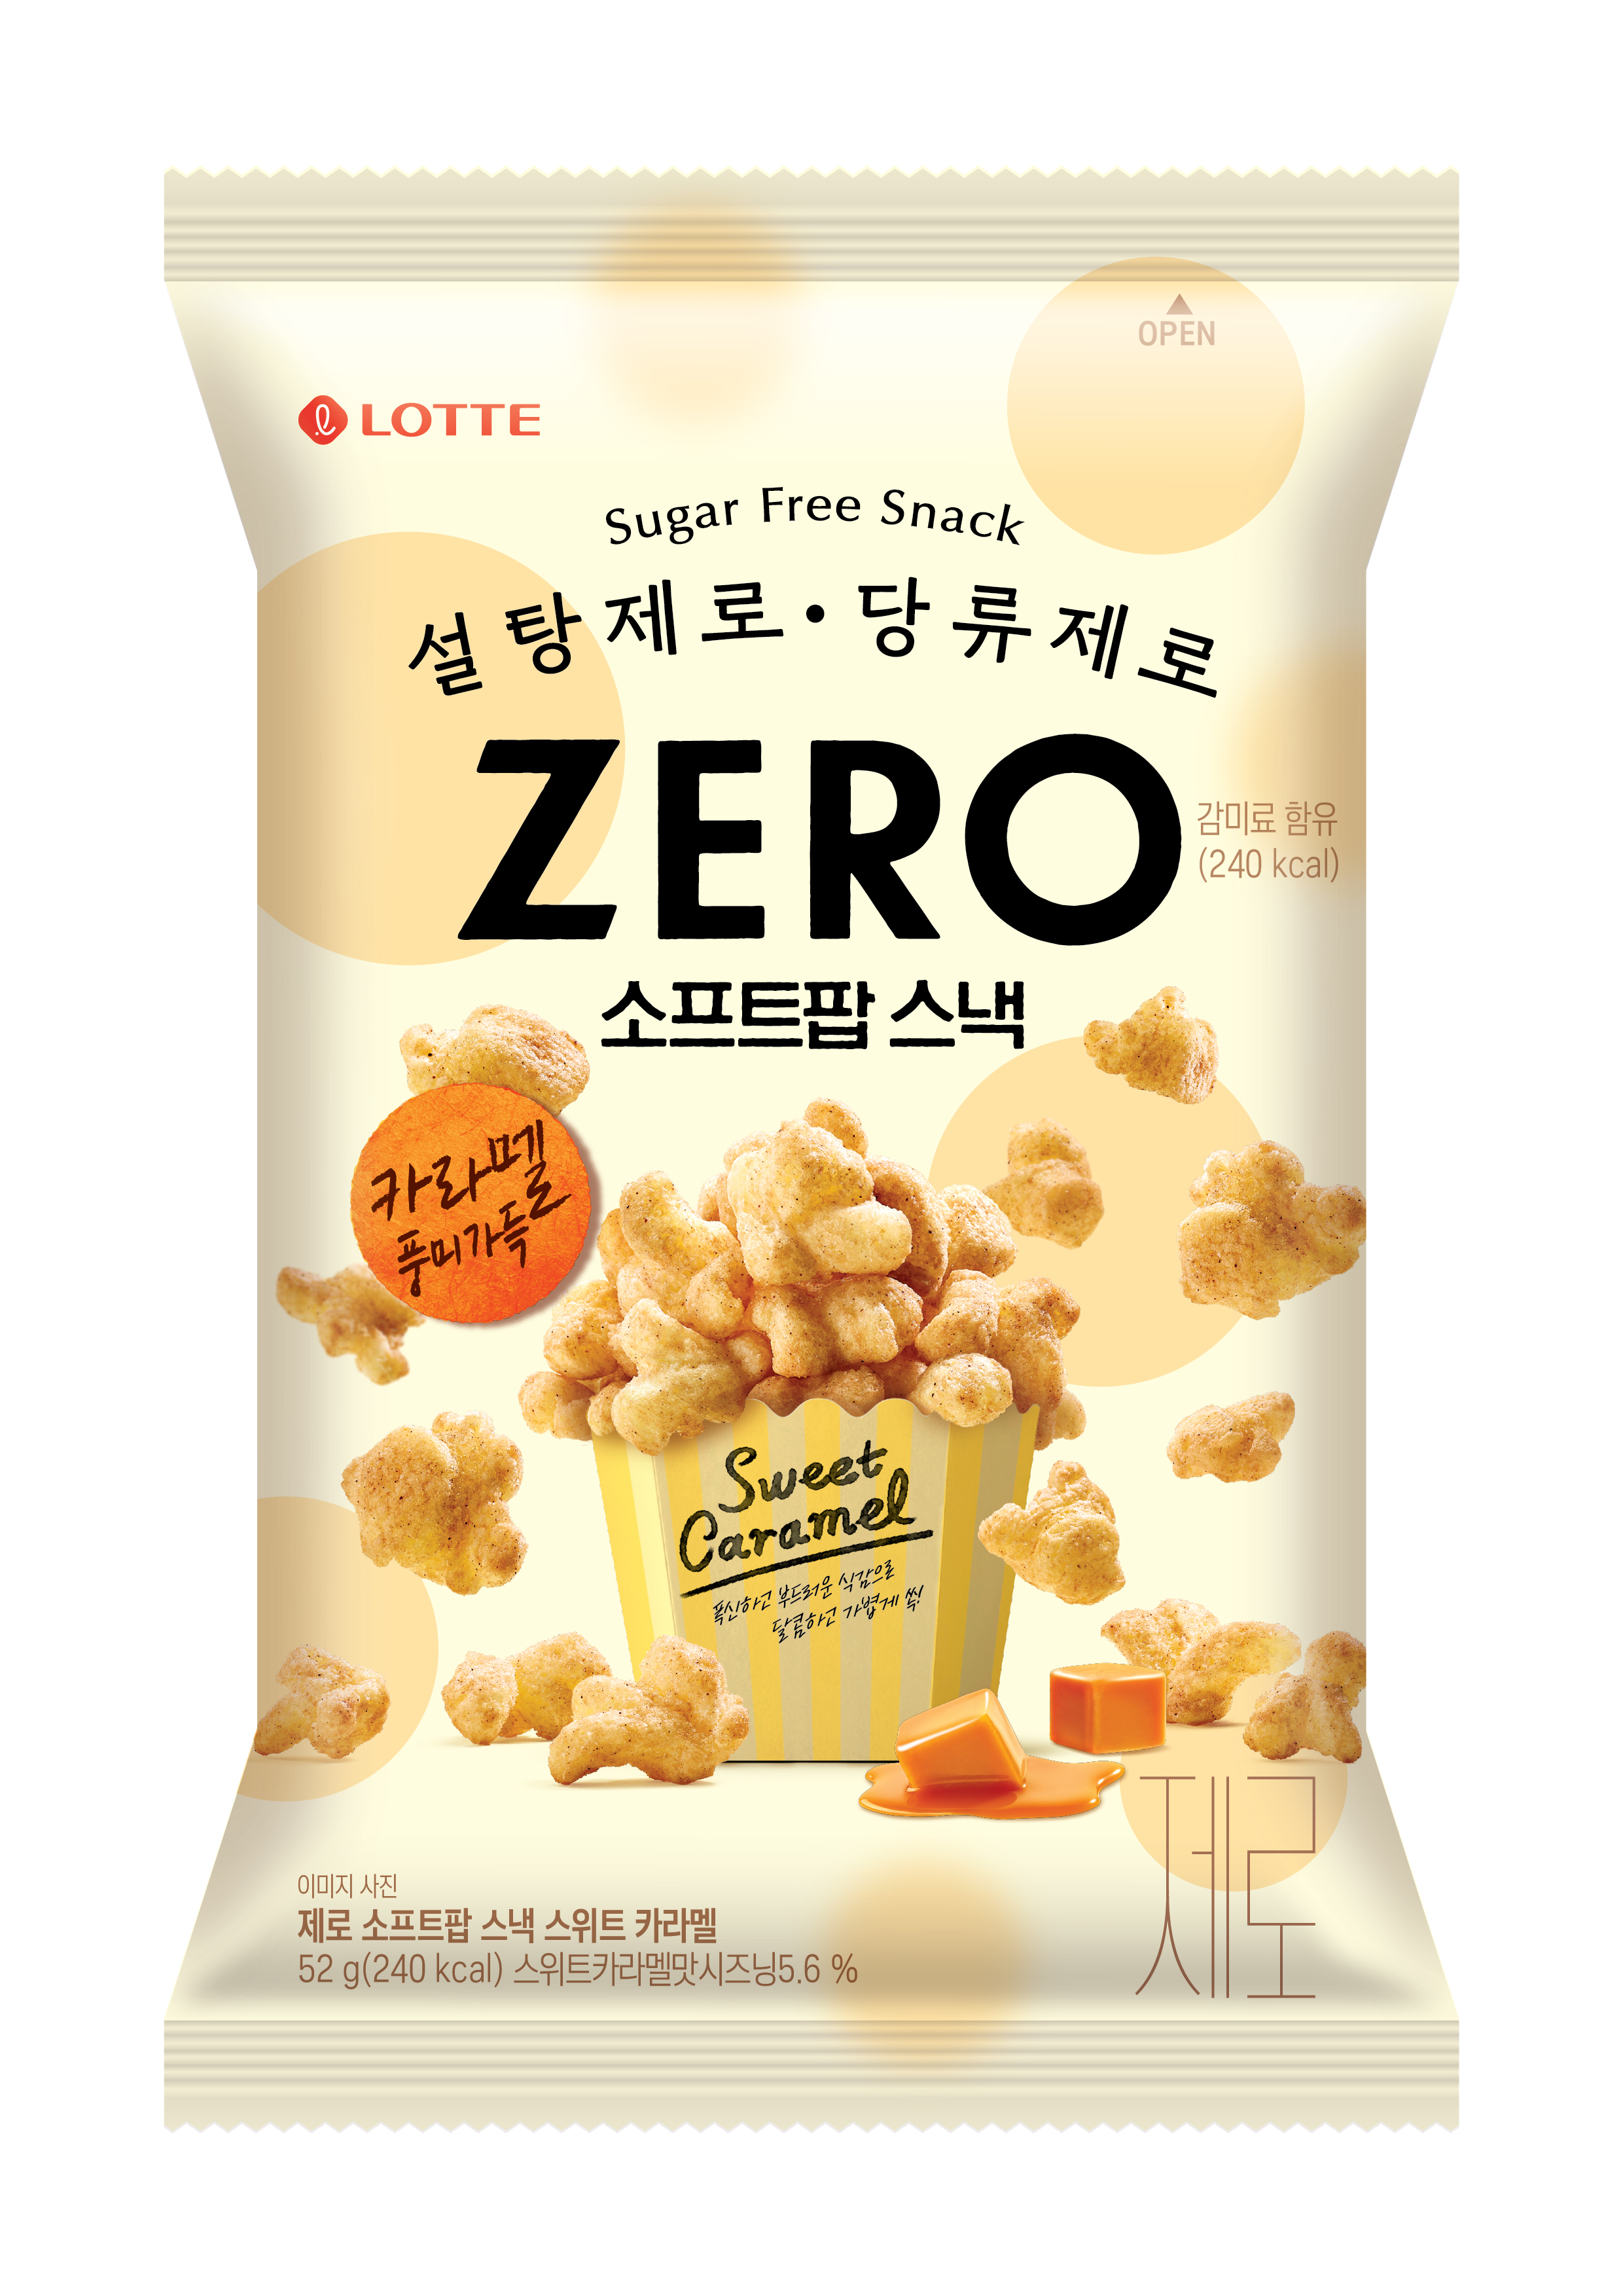 OPEN
LOTTE
Sugar Free Snack
설탕제로·당류제로
ZERO
감미료 함유
(240 kcal)
소프트팝 스낵
카라멜
풍미가득
Sweet
Caramel
폭신하고 부드러운 식감으로
달콤하고 가볍게 쏙!
제로
이미지 사진
제로 소프트팝 스낵 스위트 카라멜
52 g(240 kcal) 스위트카라멜맛시즈닝5.6 %